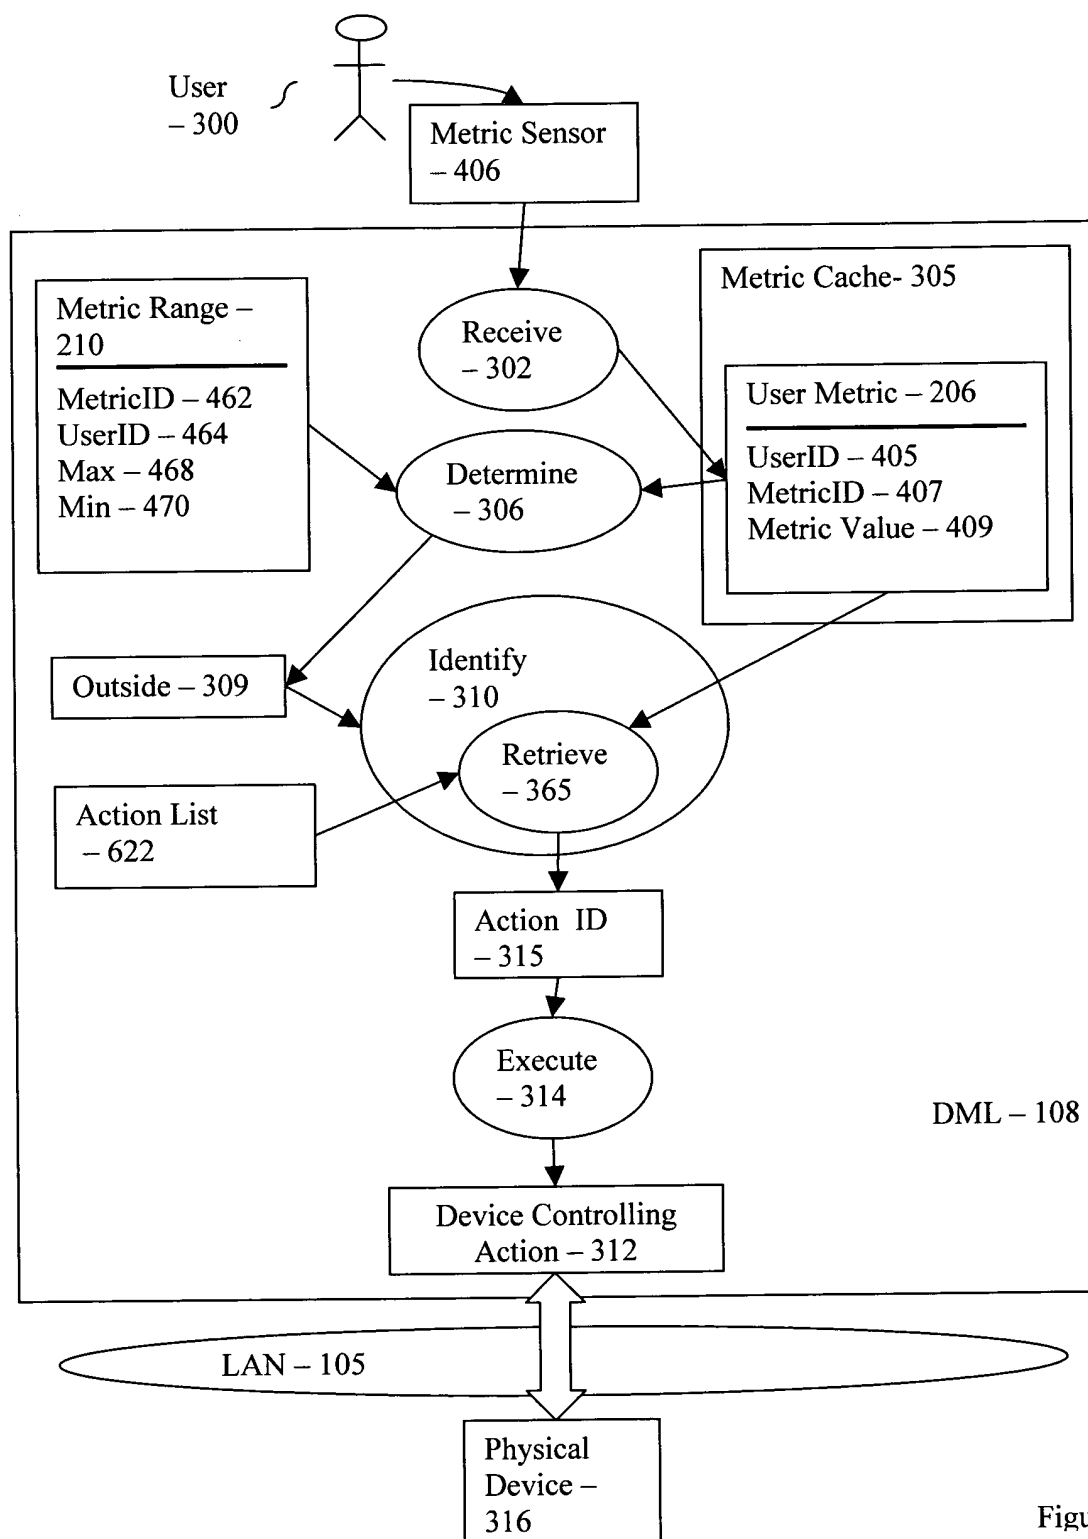 User
– 300
Metric Sensor
– 406
Metric Range –
210
MetricID – 462
UserID – 464
Max – 468
Min – 470
Receive
– 302
Metric Cache- 305
User Metric – 206
UserID – 405
MetricID – 407
Metric Value – 409
Determine
– 306
Outside – 309
Identify
– 310
Retrieve
– 365
Action List
– 622
Action ID
– 315
Execute
– 314
DML – 108
Device Controlling
Action – 312
LAN – 105
Physical
Device –
316